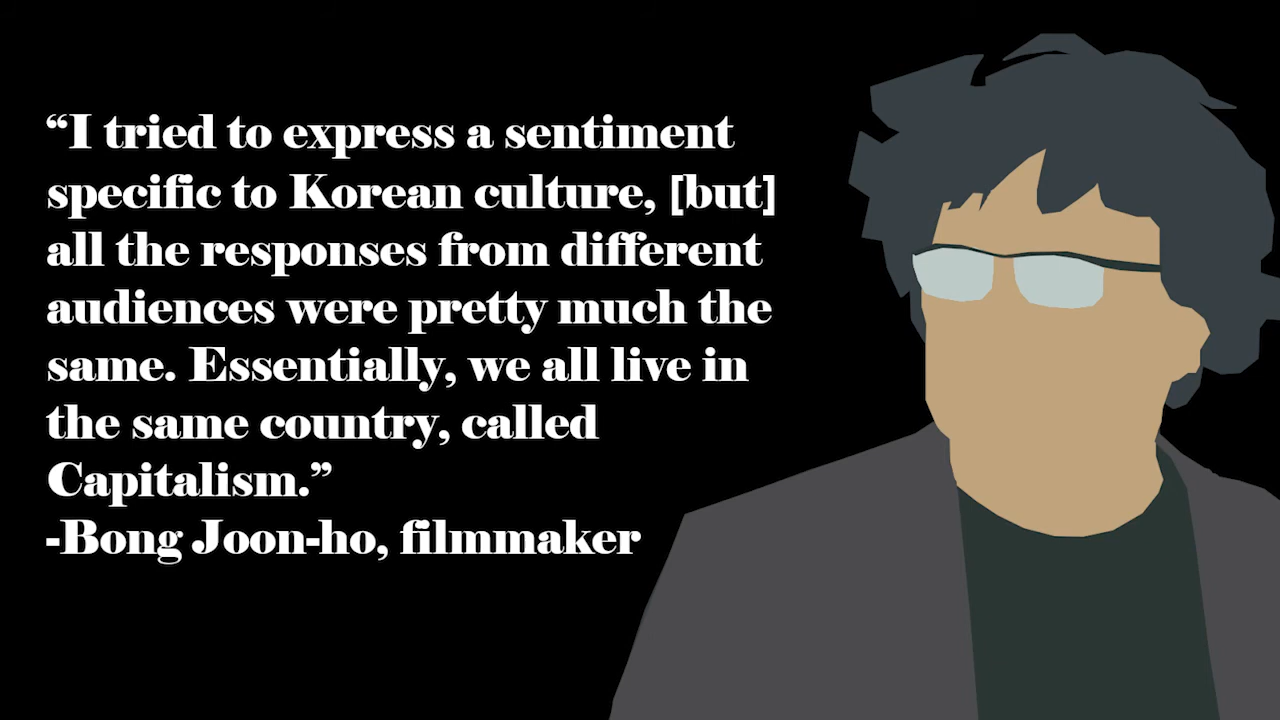 “I tried to express a sentiment
specific to Korean culture, [but]
all the responses from different
audiences were pretty much the
same. Essentially, we all live in
the same country, called
Capitalism.”
-Bong Joon-ho, filmmaker